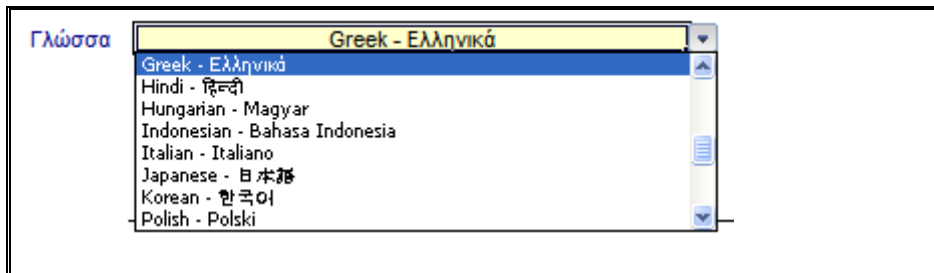 Γλώσσα Greek - Ελληνικά
Greek - Ελληνικά
Hindi - हिन्दी
Hungarian - Magyar
Indonesian - Bahasa Indonesia
Italian - Italiano
Japanese - 日本語
Korean - 한국어
Polish - Polski